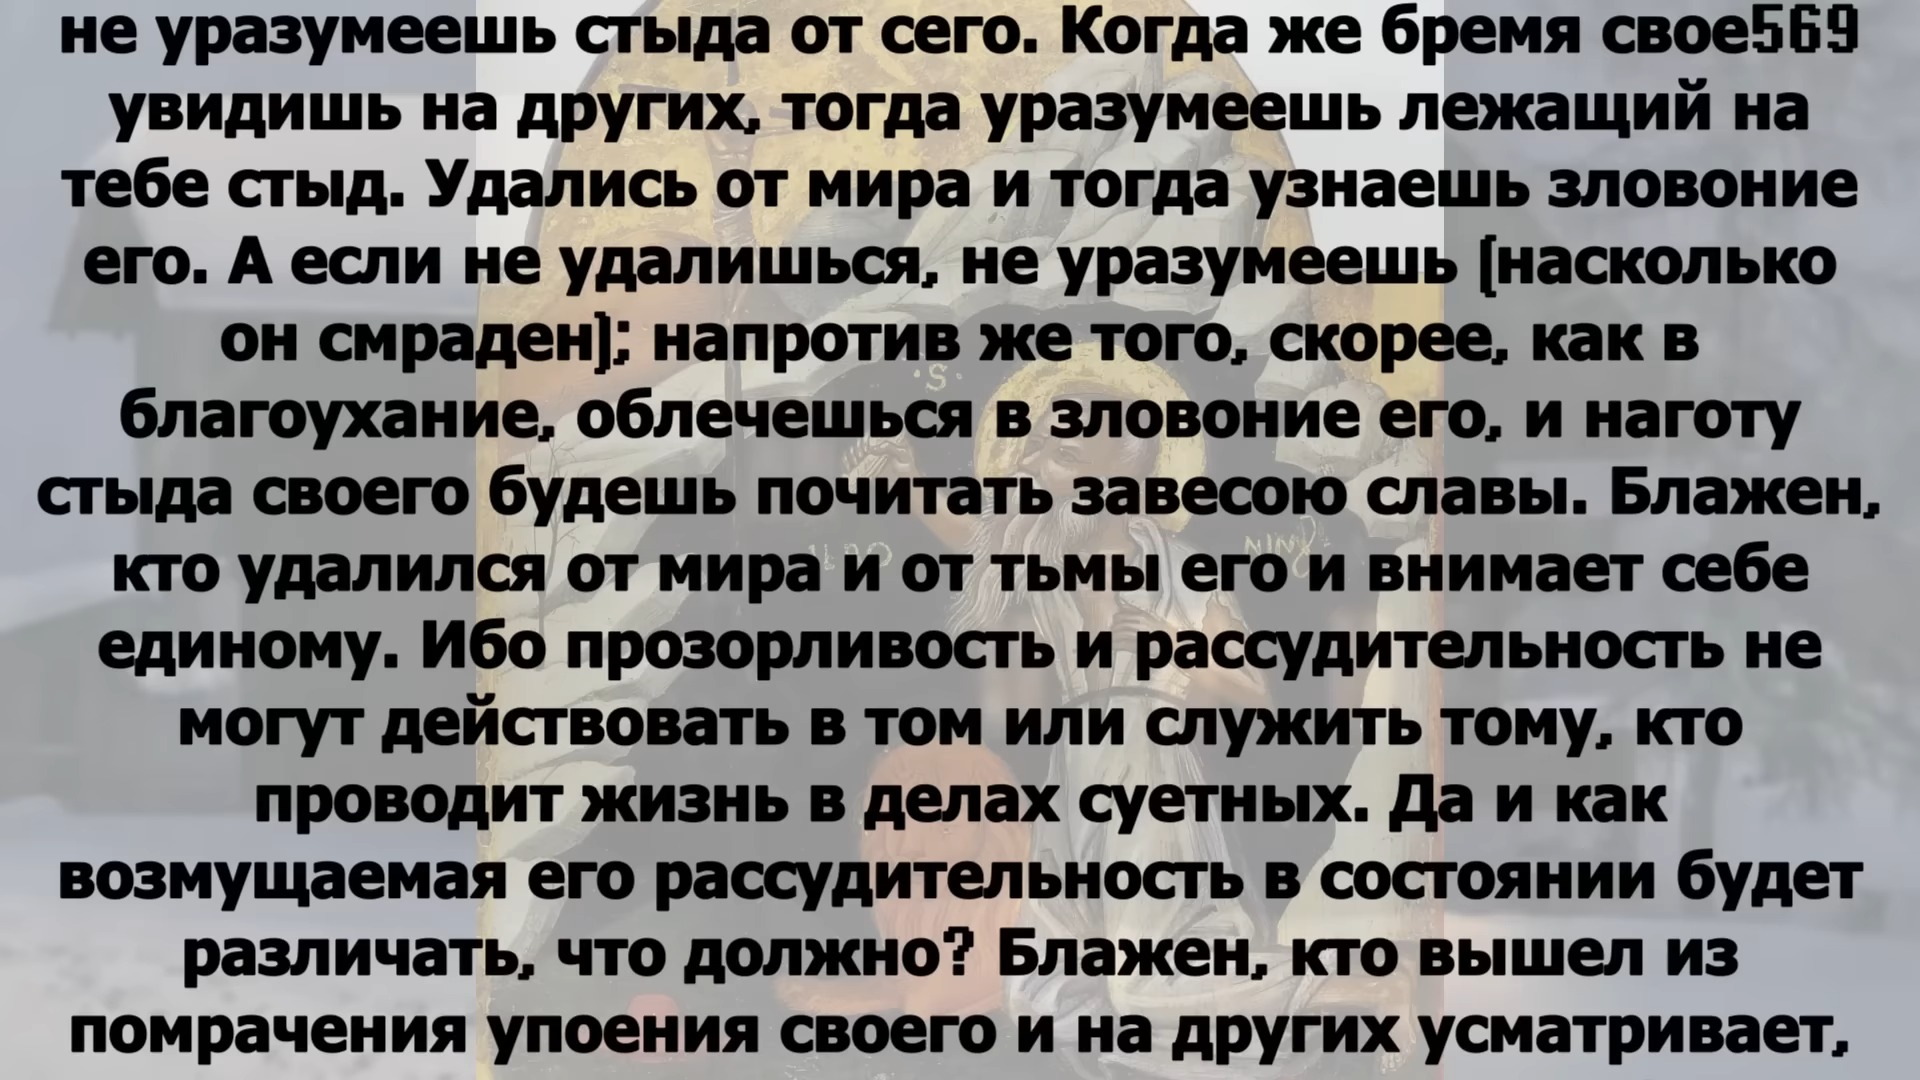 не уразумеешь стыда от сего. Когда же бремя свое569
увидишь на других, тогда уразумеешь лежащий на
тебе стыд. Удались от мира и тогда узнаешь зловоние
его. А если не удалишься, не уразумеешь [насколько
он смраден]; напротив же того, скорее, как в
благоухание, облечешься в зловоние его, и наготу
стыда своего будешь почитать завесою славы. Блажен,
кто удалился от мира и от тьмы его и внимает себе
единому. Ибо прозорливость и рассудительность не
могут действовать в том или служить тому, кто
проводит жизнь в делах суетных. Да и как
возмущаемая его рассудительность в состоянии будет
различать, что должно? Блажен, кто вышел из
помрачения упоения своего и на других усматривает,